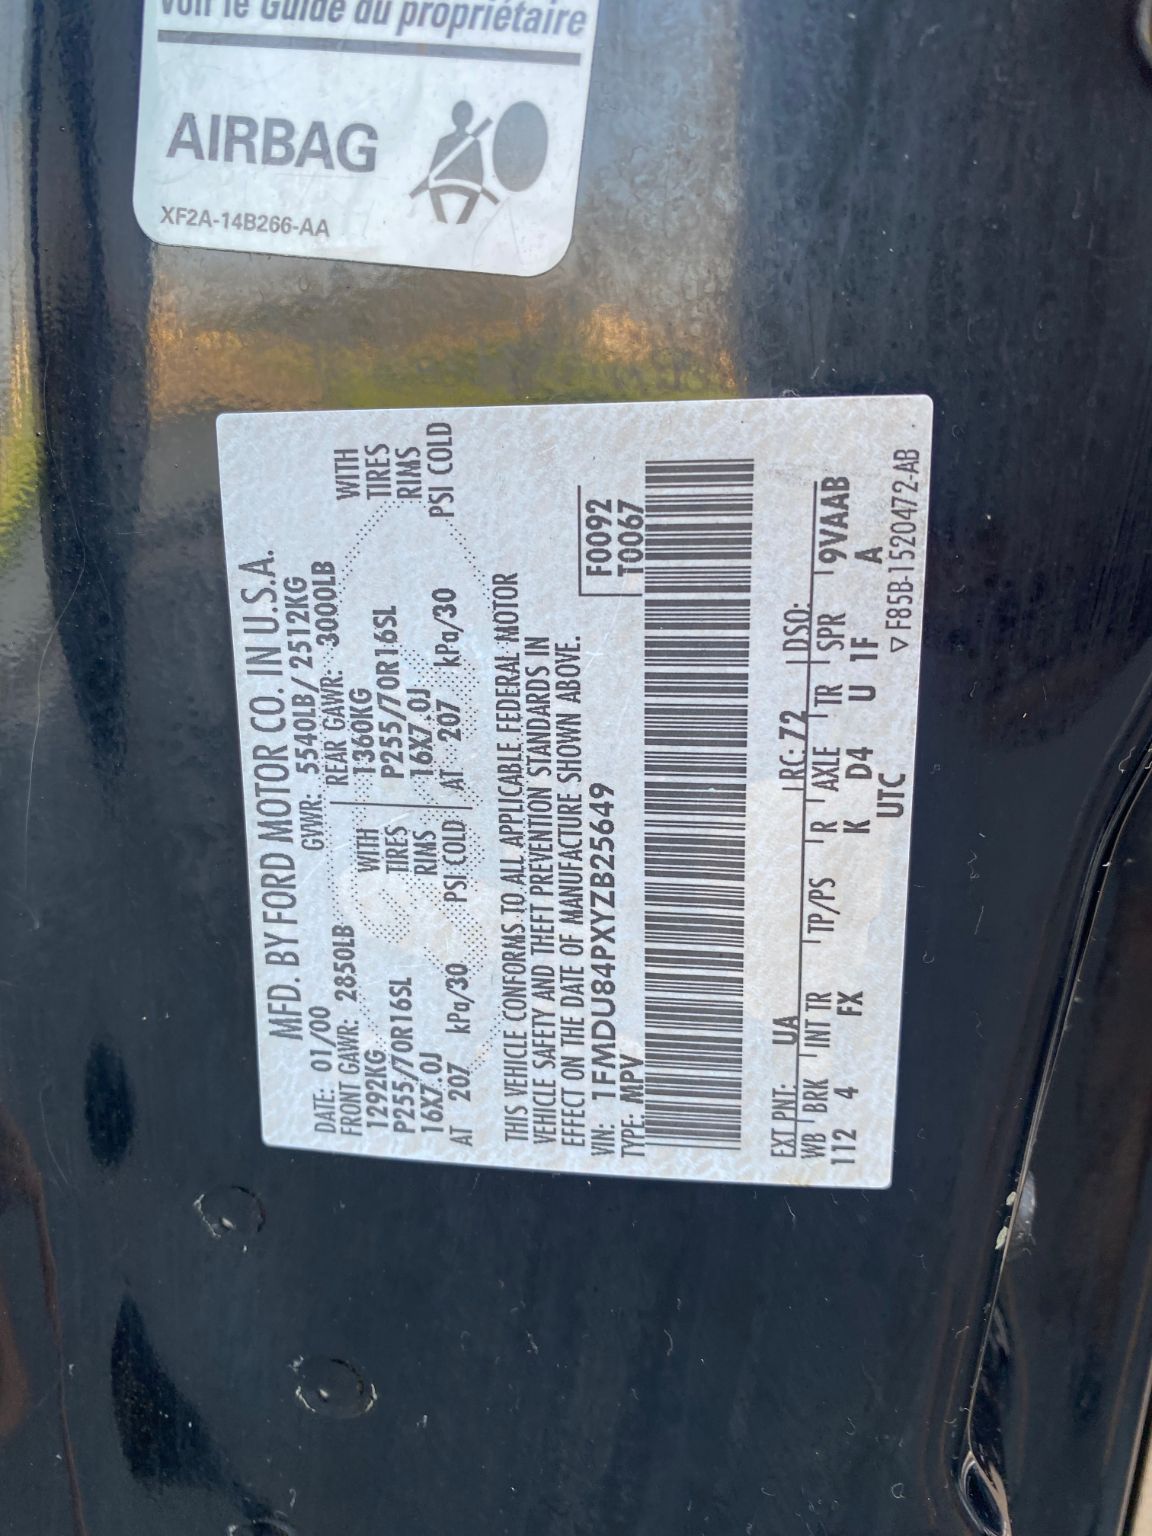 voir le Guide du propriétaire
AIRBAG
XF2A-14B266-AA
MFD. BY FORD MOTOR CO. IN U.S.A.
DATE: 01/00 GVWR: 5540LB/ 2512KG
FRONT GAWR: 2850LB REAR GAWR: 3000LB
1292KG WITH 1360KG WITH
P255/70R16SL TIRES P255/70R16SL TIRES
16X7.0J RIMS 16X7.0J RIMS
AT 207 kPa/30 PSI COLD AT 207 kPa/30 PSI COLD
THIS VEHICLE CONFORMS TO ALL APPLICABLE FEDERAL MOTOR
VEHICLE SAFETY AND THEFT PREVENTION STANDARDS IN
EFFECT ON THE DATE OF MANUFACTURE SHOWN ABOVE.
VIN: 1FMDU84PXYZB25649 F0092
TYPE: MPV T0067
EXT PNT: UA RC: 72 DSO:
WB BRK INT TR TP/PS R AXLE TR SPR 9VAAB
112 4 FX K D4 U 1F A
UTC
▽ F85B-1520472-AB